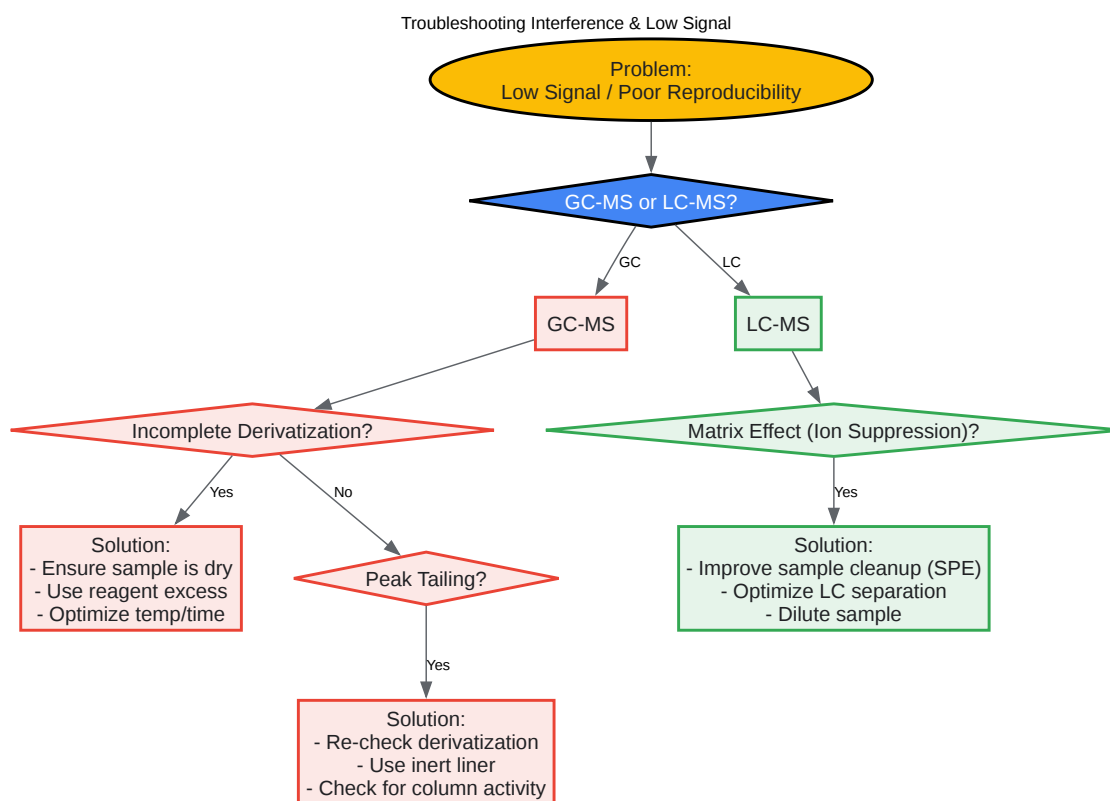 Troubleshooting Interference & Low Signal
Problem:
Low Signal / Poor Reproducibility
GC-MS or LC-MS?
GC
LC
GC-MS
LC-MS
Incomplete Derivatization?
Matrix Effect (Ion Suppression)?
Yes
No
Yes
Solution:
- Ensure sample is dry
- Use reagent excess
- Optimize temp/time
Peak Tailing?
Solution:
- Improve sample cleanup (SPE)
- Optimize LC separation
- Dilute sample
Yes
Solution:
- Re-check derivatization
- Use inert liner
- Check for column activity